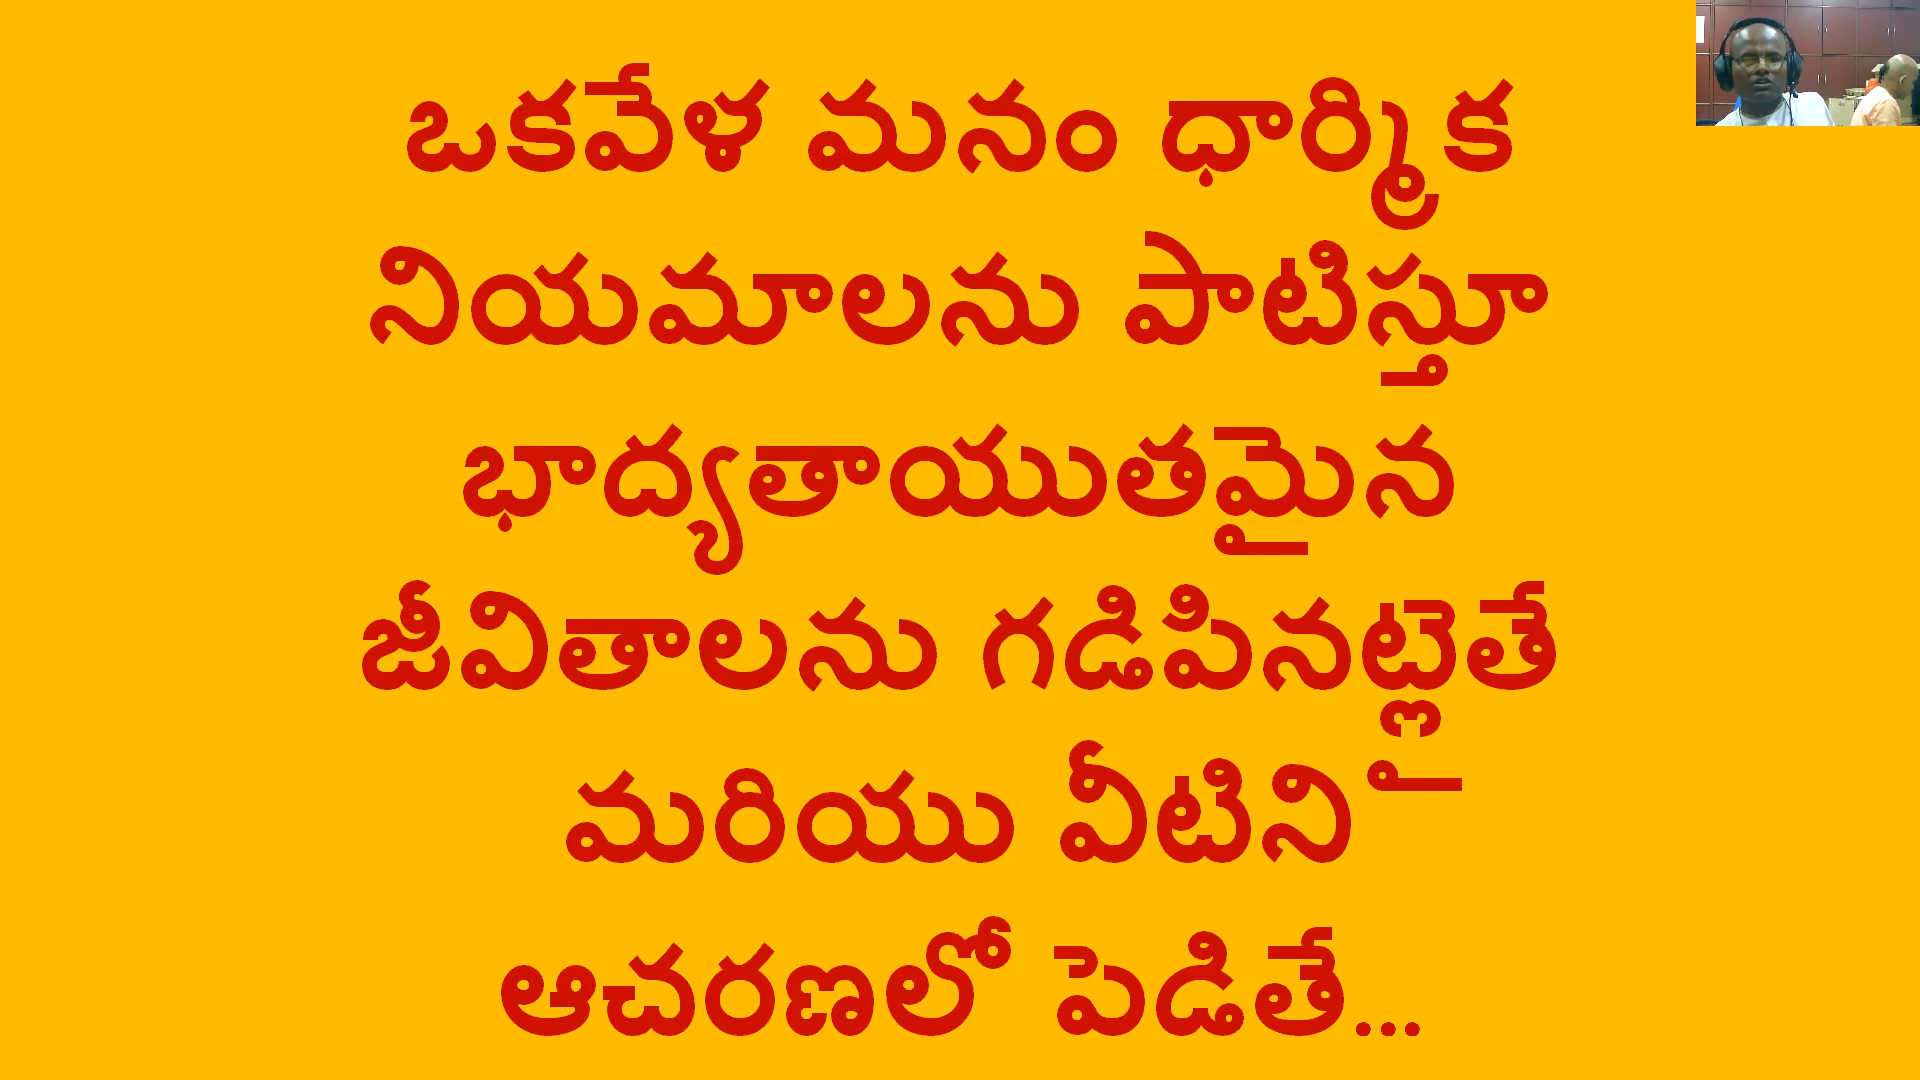 ఒకవేళ మనం ధార్మిక
నియమాలను పాటిస్తూ
భాద్యతాయుతమైన
జీవితాలను గడిపినట్లైతే
మరియు వీటిని
ఆచరణలో పెడితే...